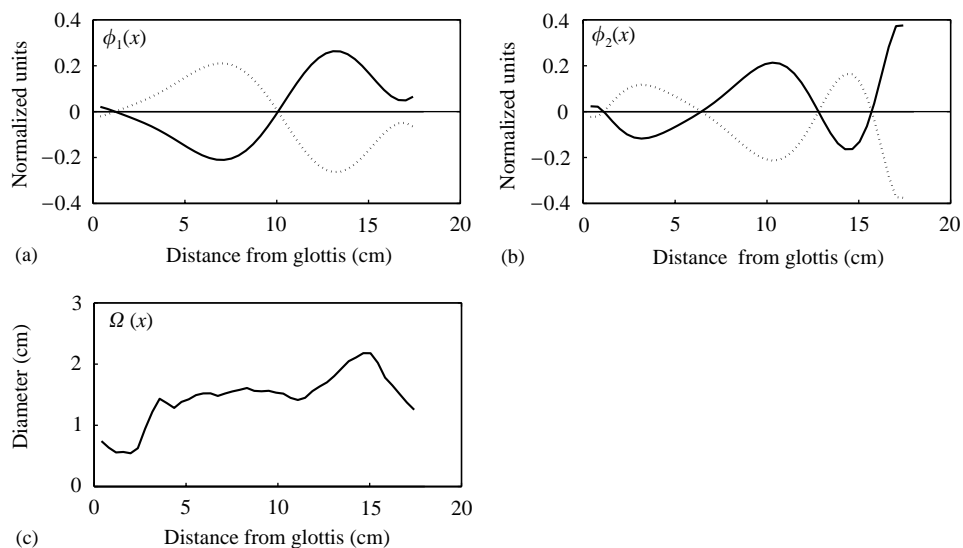 0.4
ϕ₁(x)
0.2
0
−0.2
−0.4
0 5 10 15 20
Normalized units
Distance from glottis (cm)
(a)
0.4
ϕ₂(x)
0.2
0
−0.2
−0.4
0 5 10 15 20
Normalized units
Distance from glottis (cm)
(b)
3
Ω (x)
2
1
0
0 5 10 15 20
Diameter (cm)
Distance from glottis (cm)
(c)